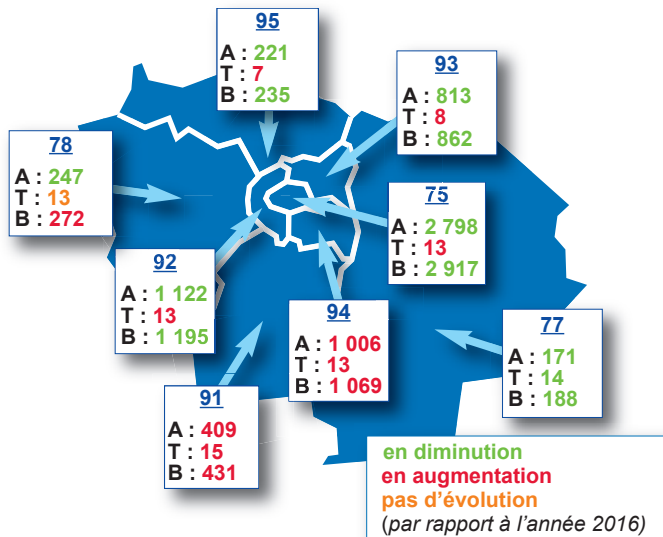 95
A : 221
T : 7
B : 235
93
A : 813
T : 8
B : 862
78
A : 247
T : 13
B : 272
75
A : 2 798
T : 13
B : 2 917
92
A : 1 122
T : 13
B : 1 195
94
A : 1 006
T : 13
B : 1 069
77
A : 171
T : 14
B : 188
91
A : 409
T : 15
B : 431
en diminution
en augmentation
pas d'évolution
(par rapport à l'année 2016)